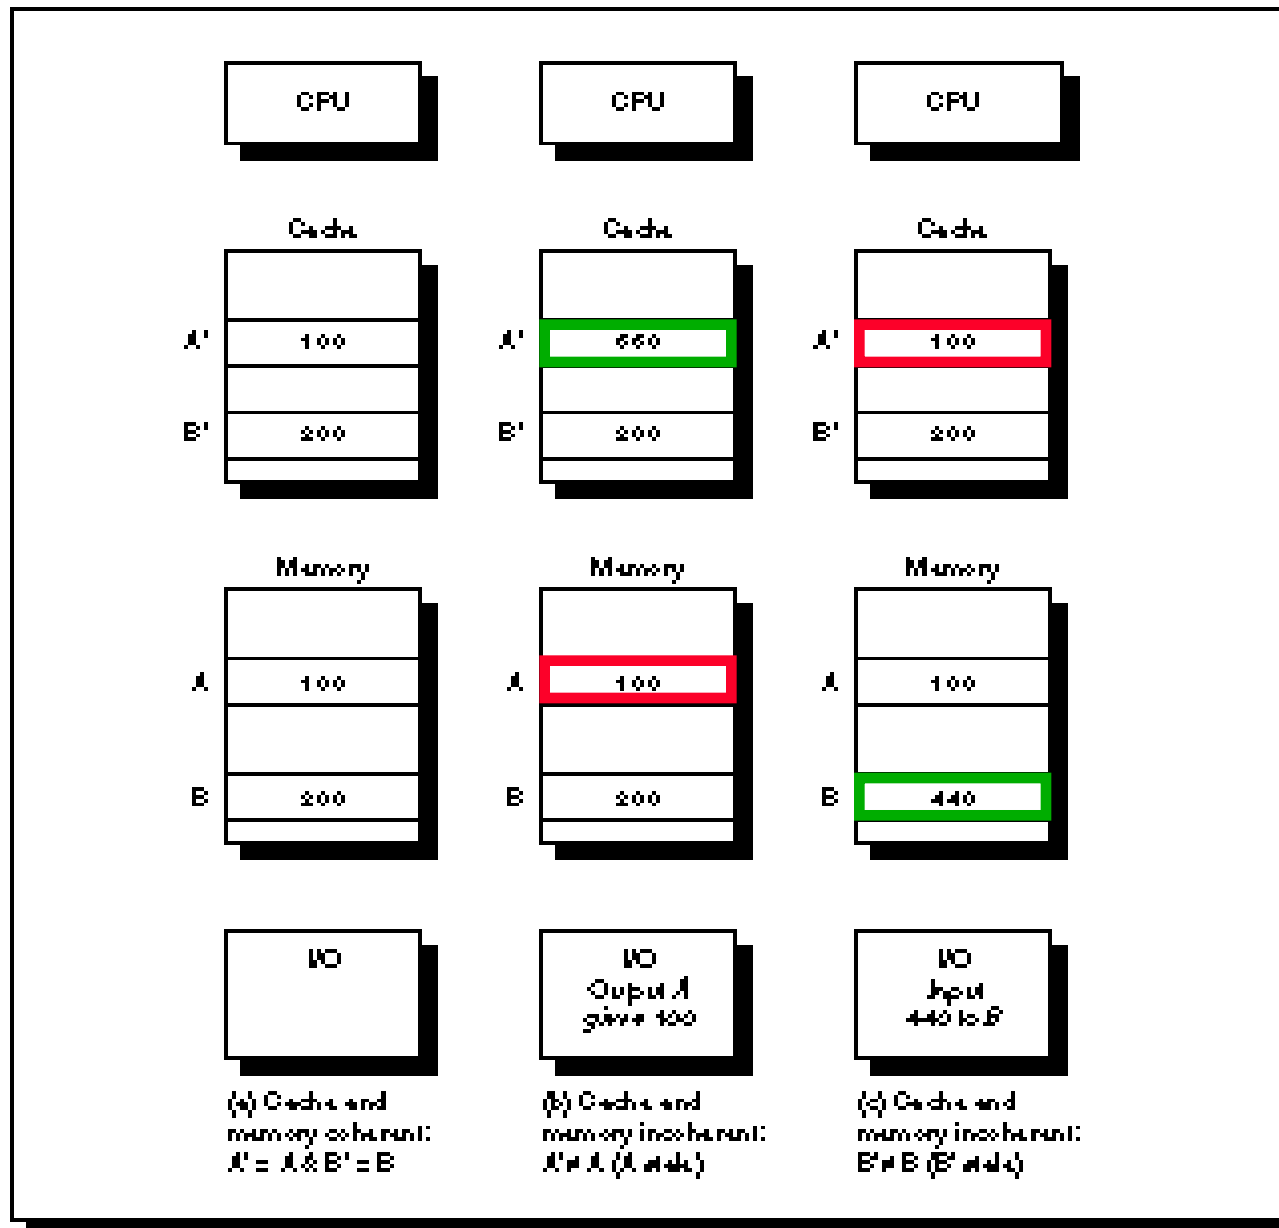 CPU
CPU
CPU
Cache
Cache
Cache
A' 100
A' 550
A' 100
B' 200
B' 200
B' 200
Memory
Memory
Memory
A 100
A 100
A 100
B 200
B 200
B 440
I/O
I/O
Output A
gives 100
I/O
Input
440 to B
(a) Cache and
memory coherent:
A' = A & B' = B
(b) Cache and
memory incoherent:
A' ≠ A (A stale)
(c) Cache and
memory incoherent:
B' ≠ B (B' stale)